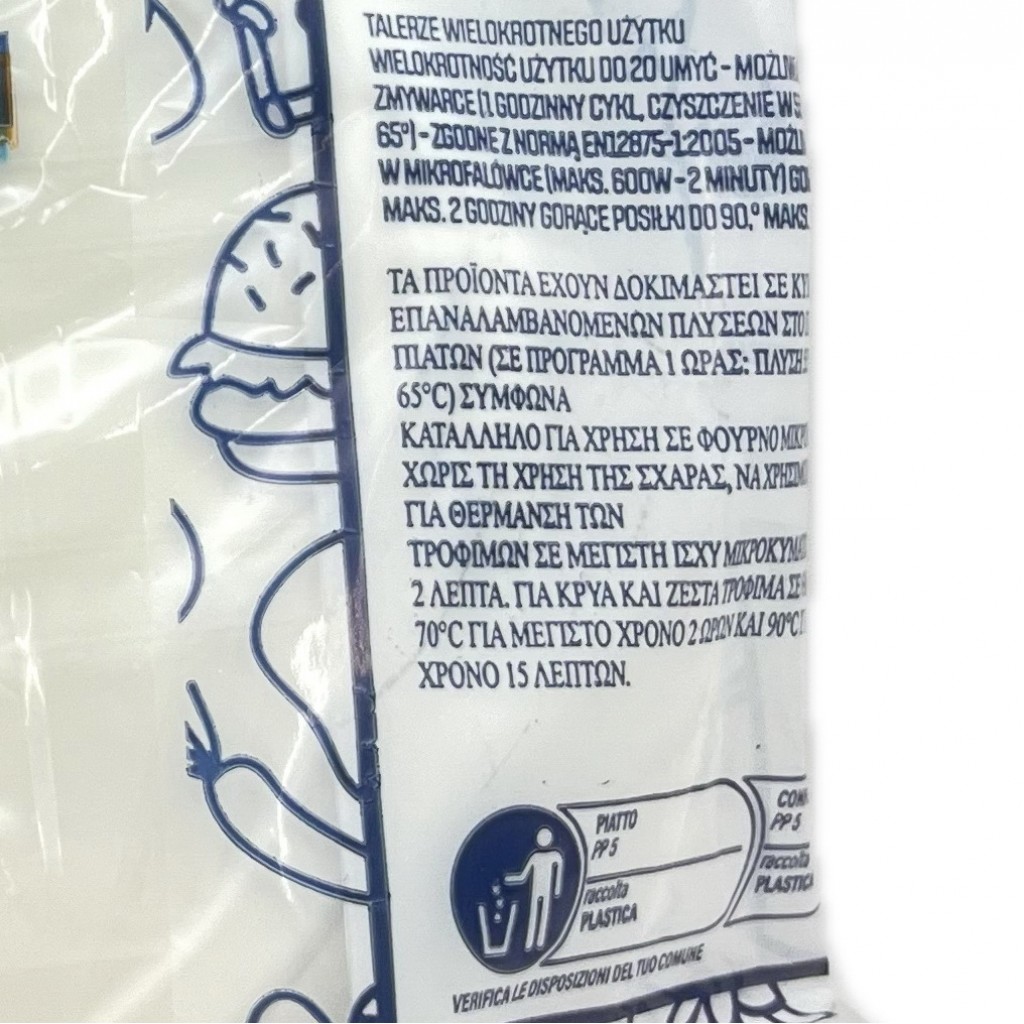 TALERZE WIELOKROTNEGO UŻYTKU
WIELOKROTNOŚĆ UŻYTKU DO 20 UMYĆ -
ZMYWARCE (1 GODZINNY CYKL, CZYSZCZENIE W
65°) - ZGODNE Z NORMĄ EN12875-1:2005 -
W MIKROFALÓWCE (MAKS. 600W - 2 MINUTY)
MAKS. 2 GODZINY GORĄCE POSIŁKI DO 90,° MAKS.
ΤΑ ΠΡΟΪΟΝΤΑ ΕΧΟΥΝ ΔΟΚΙΜΑΣΤΕΙ ΣΕ
ΕΠΑΝΑΛΑΜΒΑΝΟΜΕΝΩΝ ΠΛΥΣΕΩΝ ΣΤΟ
ΠΙΑΤΩΝ (ΣΕ ΠΡΟΓΡΑΜΜΑ 1 ΩΡΑΣ: ΠΛΥΣΗ
65°C) ΣΥΜΦΩΝΑ
ΚΑΤΑΛΛΗΛΟ ΓΙΑ ΧΡΗΣΗ ΣΕ ΦΟΥΡΝΟ
ΧΩΡΙΣ ΤΗ ΧΡΗΣΗ ΤΗΣ ΣΧΑΡΑΣ, ΝΑ
ΓΙΑ ΘΕΡΜΑΝΣΗ ΤΩΝ
ΤΡΟΦΙΜΩΝ ΣΕ ΜΕΓΙΣΤΗ ΙΣΧΥ
2 ΛΕΠΤΑ. ΓΙΑ ΚΡΥΑ ΚΑΙ ΖΕΣΤΑ ΤΡΟΦΙΜΑ ΣΕ
70°C ΓΙΑ ΜΕΓΙΣΤΟ ΧΡΟΝΟ 2 ΩΡΩΝ ΚΑΙ 90°C
ΧΡΟΝΟ 15 ΛΕΠΤΩΝ.
PIATTO
PP 5
raccolta
PLASTICA
PP 5
raccolta
PLASTICA
VERIFICA LE DISPOSIZIONI DEL TUO COMUNE